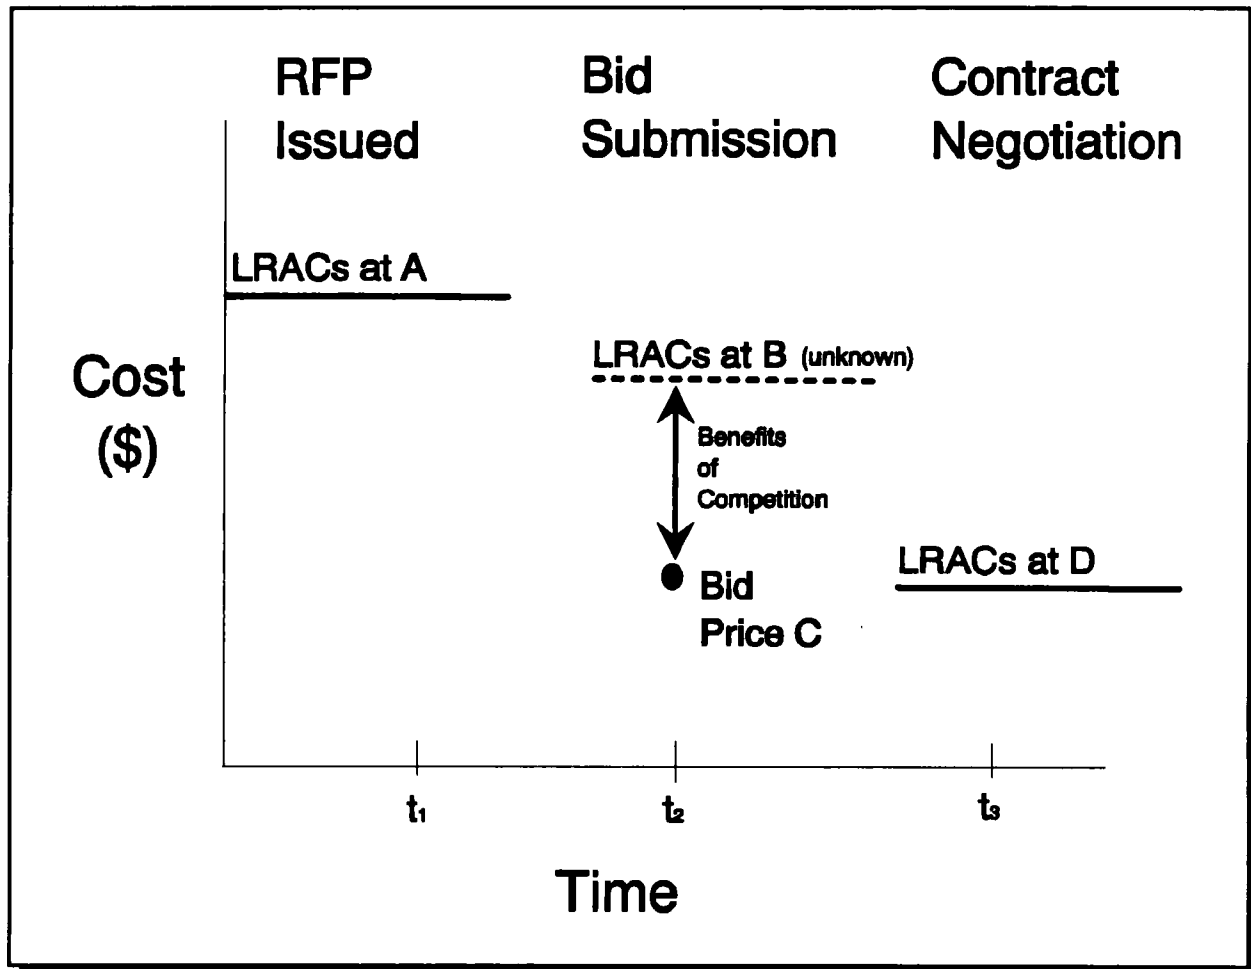 RFP
Issued
Bid
Submission
Contract
Negotiation
LRACs at A
LRACs at B (unknown)
Cost
($)
Benefits
of
Competition
LRACs at D
Bid
Price C
t1
t2
t3
Time